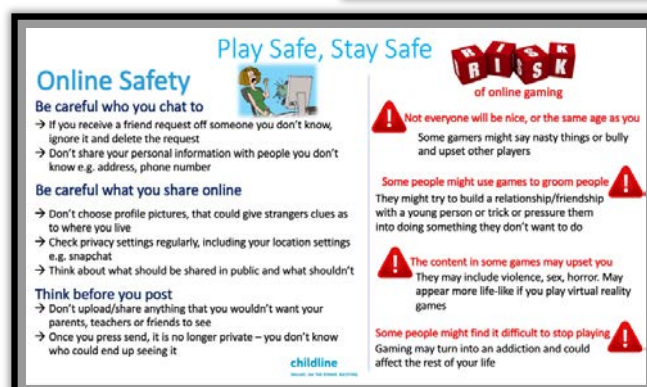 Play Safe, Stay Safe
Online Safety
Be careful who you chat to
→ If you receive a friend request off someone you don't know,
ignore it and delete the request
→ Don't share your personal information with people you don't
know e.g. address, phone number
Be careful what you share online
→ Don't choose profile pictures, that could give strangers clues as
to where you live
→ Check privacy settings regularly, including your location settings
e.g. snapchat
→ Think about what should be shared in public and what shouldn't
Think before you post
→ Don't upload/share anything that you wouldn't want your
parents, teachers or friends to see
→ Once you press send, it is no longer private – you don't know
who could end up seeing it
childline
RISK
of online gaming
! Not everyone will be nice, or the same age as you
Some gamers might say nasty things or bully
and upset other players
Some people might use games to groom people !
They might try to build a relationship/friendship
with a young person or trick or pressure them
into doing something they don't want to do
! The content in some games may upset you
They may include violence, sex, horror. May
appear more life-like if you play virtual reality
games
Some people might find it difficult to stop playing !
Gaming may turn into an addiction and could
affect the rest of your life